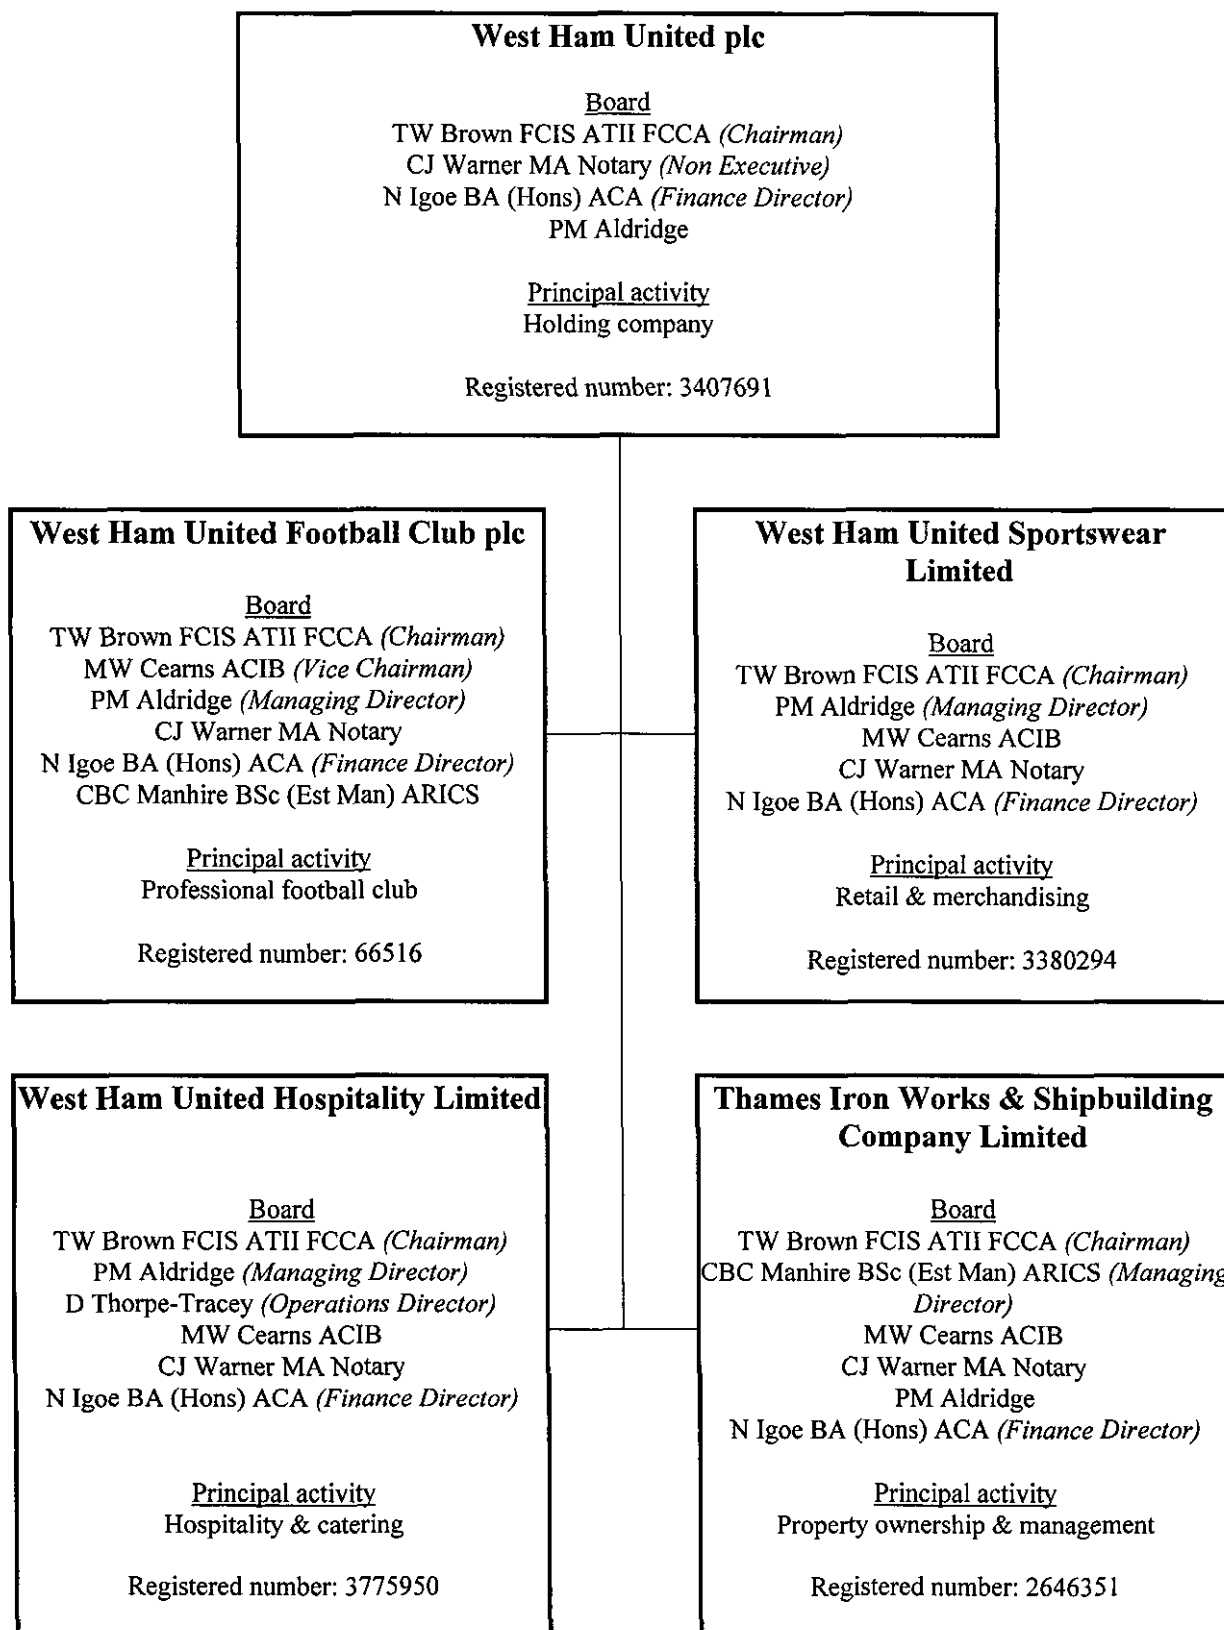 West Ham United plc
Board
TW Brown FCIS ATII FCCA (Chairman)
CJ Warner MA Notary (Non Executive)
N Igoe BA (Hons) ACA (Finance Director)
PM Aldridge
Principal activity
Holding company
Registered number: 3407691
West Ham United Football Club plc
Board
TW Brown FCIS ATII FCCA (Chairman)
MW Cearns ACIB (Vice Chairman)
PM Aldridge (Managing Director)
CJ Warner MA Notary
N Igoe BA (Hons) ACA (Finance Director)
CBC Manhire BSc (Est Man) ARICS
Principal activity
Professional football club
Registered number: 66516
West Ham United Sportswear
Limited
Board
TW Brown FCIS ATII FCCA (Chairman)
PM Aldridge (Managing Director)
MW Cearns ACIB
CJ Warner MA Notary
N Igoe BA (Hons) ACA (Finance Director)
Principal activity
Retail & merchandising
Registered number: 3380294
West Ham United Hospitality Limited
Board
TW Brown FCIS ATII FCCA (Chairman)
PM Aldridge (Managing Director)
D Thorpe-Tracey (Operations Director)
MW Cearns ACIB
CJ Warner MA Notary
N Igoe BA (Hons) ACA (Finance Director)
Principal activity
Hospitality & catering
Registered number: 3775950
Thames Iron Works & Shipbuilding
Company Limited
Board
TW Brown FCIS ATII FCCA (Chairman)
CBC Manhire BSc (Est Man) ARICS (Managing
Director)
MW Cearns ACIB
CJ Warner MA Notary
PM Aldridge
N Igoe BA (Hons) ACA (Finance Director)
Principal activity
Property ownership & management
Registered number: 2646351